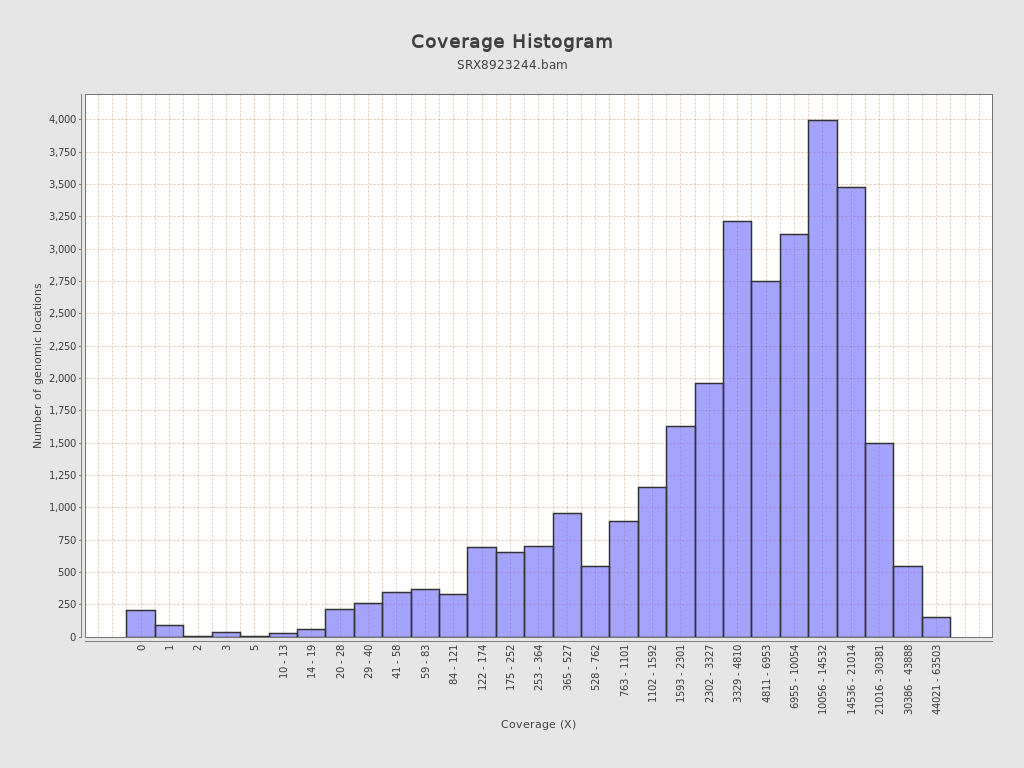 Coverage Histogram
SRX8923244.bam
Number of genomic locations
4,000
3,750
3,500
3,250
3,000
2,750
2,500
2,250
2,000
1,750
1,500
1,250
1,000
750
500
250
0
0
1
2
3
5
10 - 13
14 - 19
20 - 28
29 - 40
41 - 58
59 - 83
84 - 121
122 - 174
175 - 252
253 - 364
365 - 527
528 - 762
763 - 1101
1102 - 1592
1593 - 2301
2302 - 3327
3329 - 4810
4811 - 6953
6955 - 10054
10056 - 14532
14536 - 21014
21016 - 30381
30386 - 43888
44021 - 63503
Coverage (X)